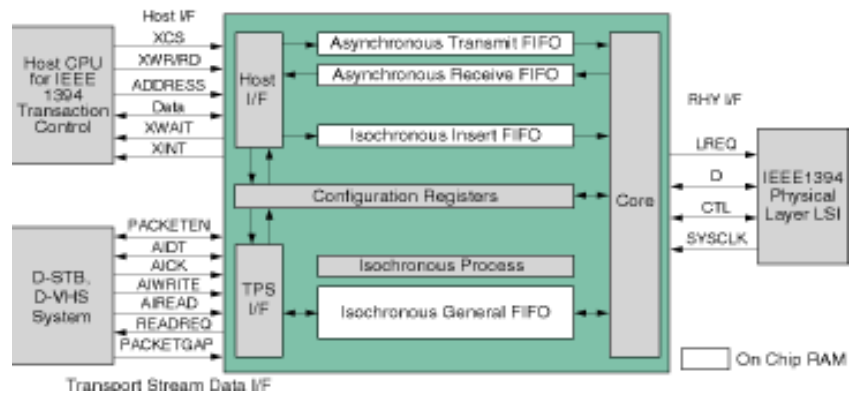 Host I/F
Host CPU
for IEEE
1394
Transaction
Control
XCS
XWR/RD
ADDRESS
Data
XWAIT
XINT
Host
I/F
Asynchronous Transmit FIFO
Asynchronous Receive FIFO
Isochronous Insert FIFO
Configuration Registers
Core
RHY I/F
LREQ
D
CTL
SYSCLK
IEEE1394
Physical
Layer LSI
D-STB,
D-VHS
System
PACKETEN
AIDT
AICK
AIWRITE
AIREAD
READREQ
PACKETGAP
TPS
I/F
Isochronous Process
Isochronous General FIFO
On Chip RAM
Transport Stream Data I/F